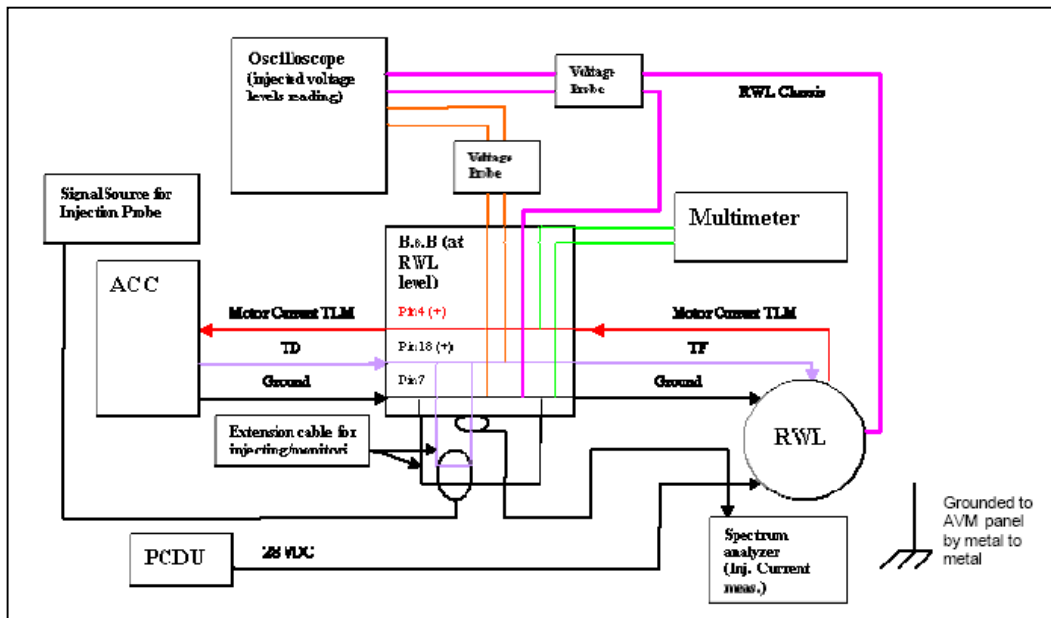 Oscilloscope
(injected voltage
levels reading)
Voltage
Probe
RWL Chassis
Voltage
Probe
Signal Source for
Injection Probe
Multimeter
B.o.B (at
RWL
level)
ACC
Pin4 (+)
Motor Current TLM
Motor Current TLM
Pin18 (+)
TD
TF
Pin7
Ground
Ground
RWL
Extension cable for
injecting/monitori
Grounded to
AVM panel
by metal to
metal
PCDU
28 VDC
Spectrum
analyzer
(Inj. Current
meas.)